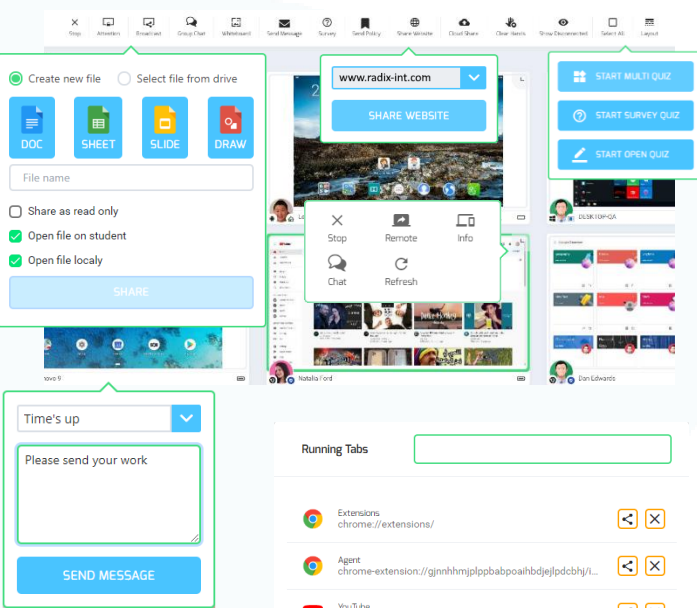 Stop
Attention
Broadcast
Group Chat
Whiteboard
Send Message
Survey
Send Policy
Share Website
Cloud Share
Clear Hands
Show Disconnected
Select All
Layout
Create new file
Select file from drive
DOC
SHEET
SLIDE
DRAW
File name
Share as read only
Open file on student
Open file localy
SHARE
www.radix-int.com
SHARE WEBSITE
START MULTI QUIZ
START SURVEY QUIZ
START OPEN QUIZ
DESKTOP-QA
Stop
Remote
Info
Chat
Refresh
Natalia Ford
Dan Edwards
Time's up
Please send your work
SEND MESSAGE
Running Tabs
Extensions
chrome://extensions/
Agent
chrome-extension://gjnnhhmjplppbabpoaihbdjejlpdcbhj/i...
YouTube